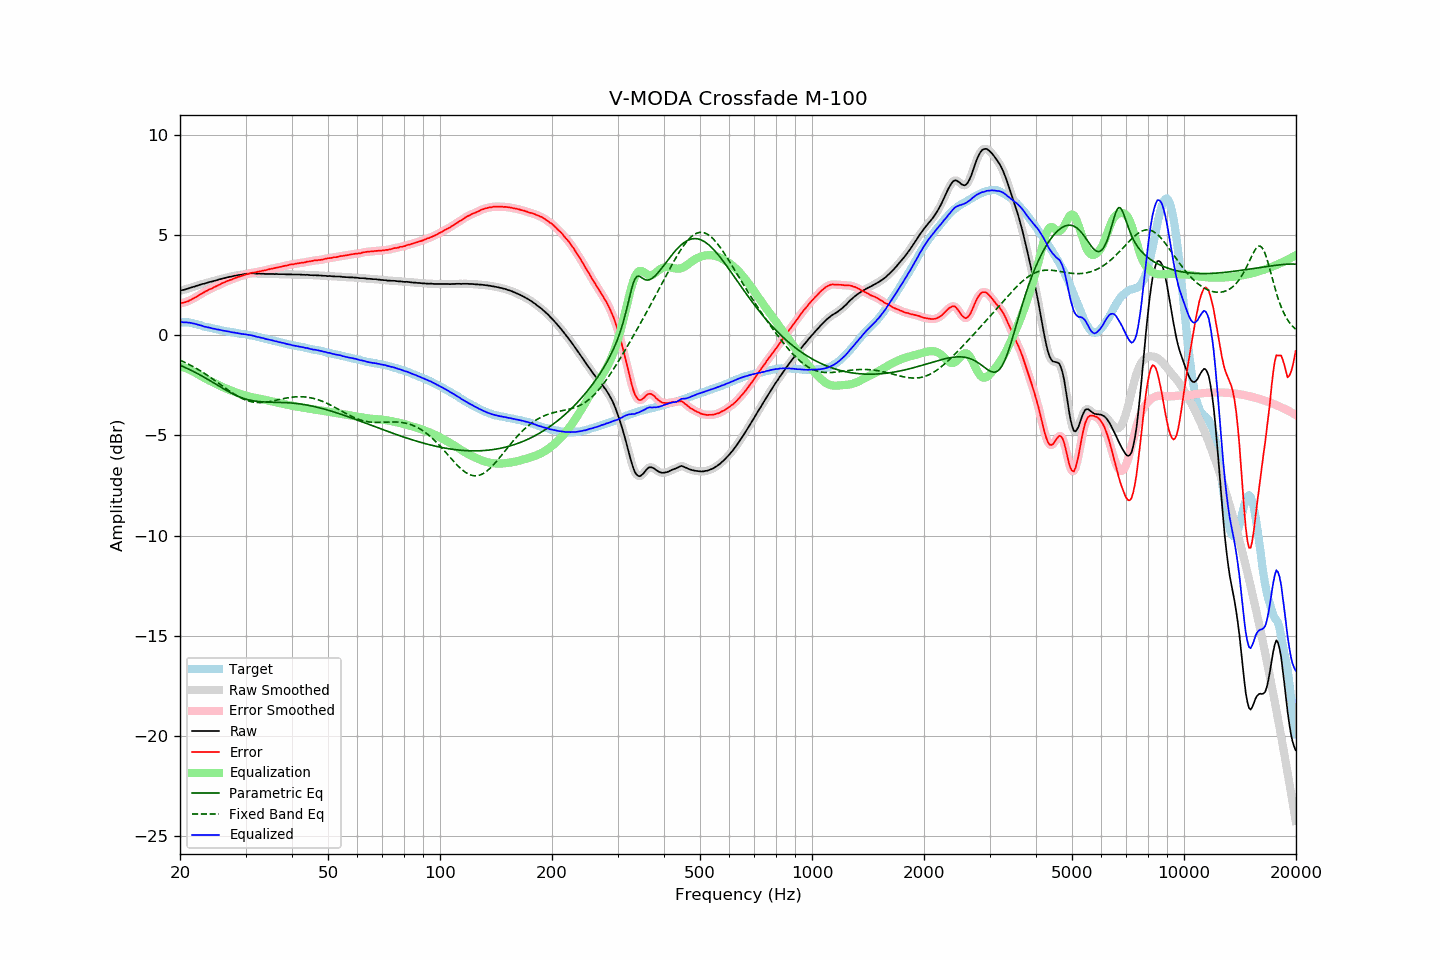 V-MODA Crossfade M-100
10
5
0
−5
−10
−15
−20
−25
Amplitude (dBr)
Target
Raw Smoothed
Error Smoothed
Raw
Error
Equalization
Parametric Eq
Fixed Band Eq
Equalized
20 50 100 200 500 1000 2000 5000 10000 20000
Frequency (Hz)